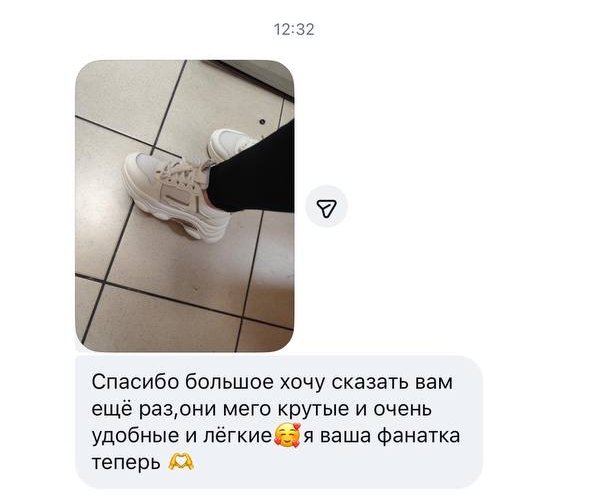 12:32
Спасибо большое хочу сказать вам
ещё раз,они мего крутые и очень
удобные и лёгкие🥰я ваша фанатка
теперь 🫶